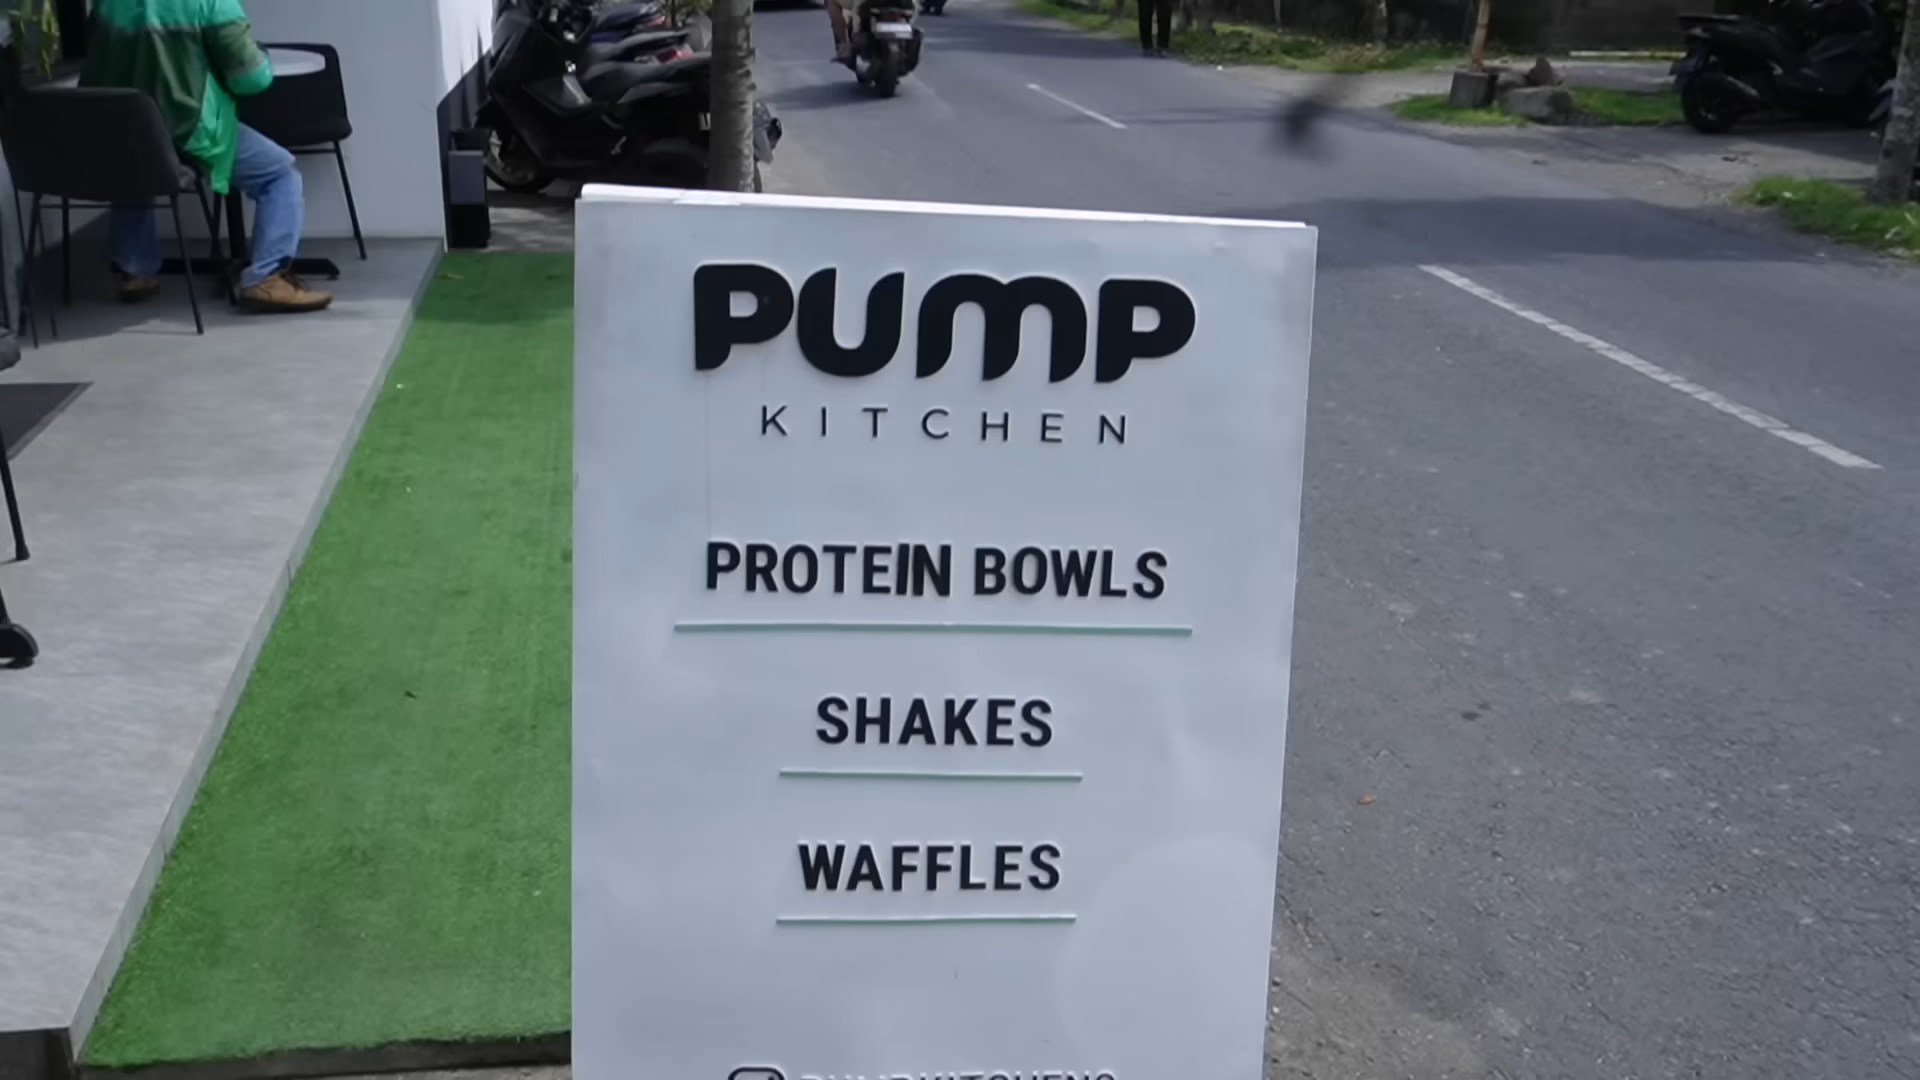 PUMP
KITCHEN
PROTEIN BOWLS
SHAKES
WAFFLES